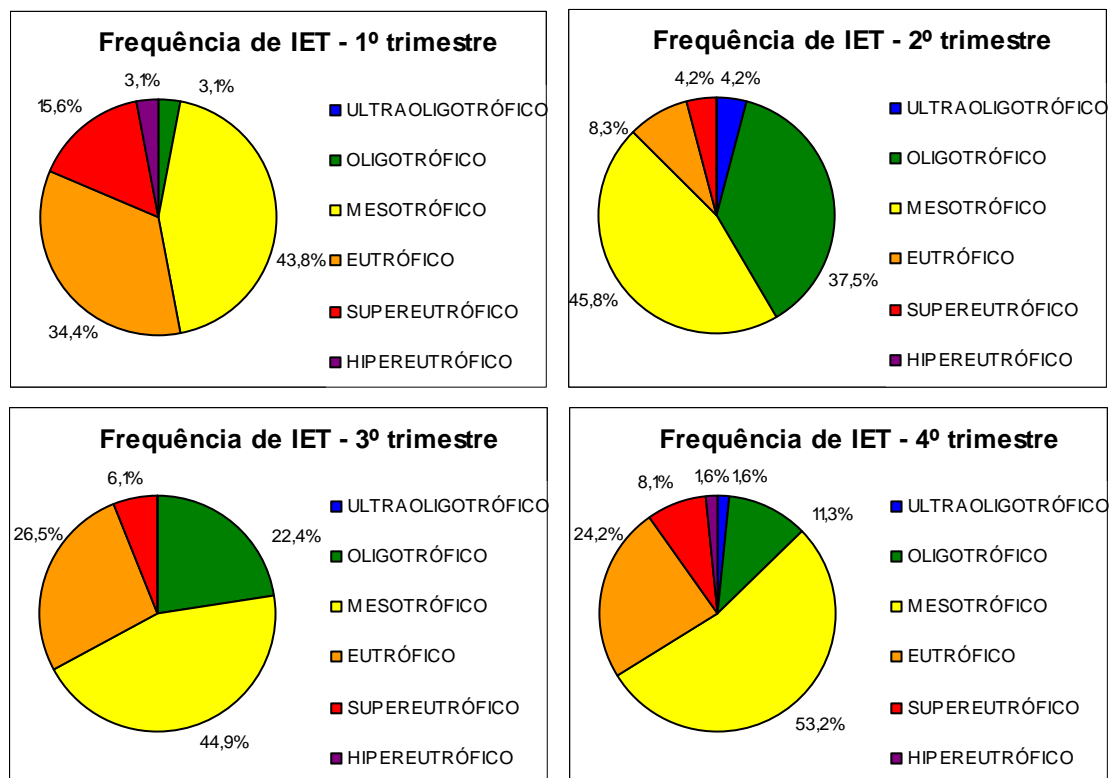 Frequência de IET - 1º trimestre
3,1%
3,1%
15,6%
43,8%
34,4%
ULTRAOLIGOTRÓFICO
OLIGOTRÓFICO
MESOTRÓFICO
EUTRÓFICO
SUPEREUTRÓFICO
HIPEREUTRÓFICO
Frequência de IET - 2º trimestre
4,2%
4,2%
8,3%
37,5%
45,8%
ULTRAOLIGOTRÓFICO
OLIGOTRÓFICO
MESOTRÓFICO
EUTRÓFICO
SUPEREUTRÓFICO
HIPEREUTRÓFICO
Frequência de IET - 3º trimestre
6,1%
26,5%
22,4%
44,9%
ULTRAOLIGOTRÓFICO
OLIGOTRÓFICO
MESOTRÓFICO
EUTRÓFICO
SUPEREUTRÓFICO
HIPEREUTRÓFICO
Frequência de IET - 4º trimestre
1,6%
1,6%
8,1%
11,3%
24,2%
53,2%
ULTRAOLIGOTRÓFICO
OLIGOTRÓFICO
MESOTRÓFICO
EUTRÓFICO
SUPEREUTRÓFICO
HIPEREUTRÓFICO